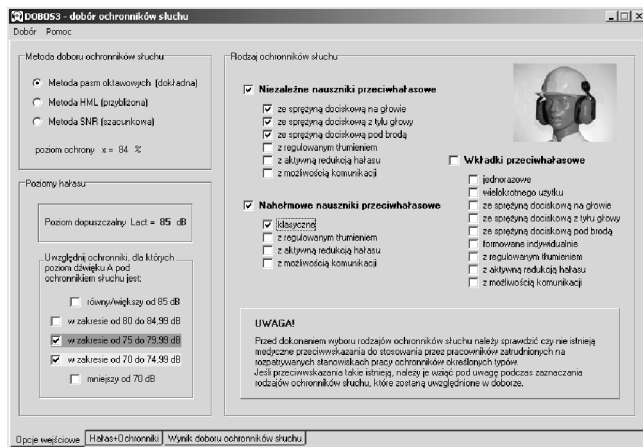 DOBOS3 - dobór ochronników słuchu
Dobór Pomoc
Metoda doboru ochronników słuchu
Metoda pasm oktawowych (dokładna)
Metoda HML (przybliżona)
Metoda SNR (szacunkowa)
poziom ochrony x = 84 %
Poziomy hałasu
Poziom dopuszczalny Lact = 85 dB
Uwzględnij ochronniki, dla których
poziom dźwięku A pod
ochronnikiem słuchu jest:
równy/większy od 85 dB
w zakresie od 80 do 84,99 dB
w zakresie od 75 do 79,99 dB
w zakresie od 70 do 74,99 dB
mniejszy od 70 dB
Rodzaj ochronników słuchu
Niezależne nauszniki przeciwhałasowe
ze sprężyną dociskową na głowie
ze sprężyną dociskową z tyłu głowy
ze sprężyną dociskową pod brodą
z regulowanym tłumieniem
z aktywną redukcją hałasu
z możliwością komunikacji
Nahełmowe nauszniki przeciwhałasowe
klasyczne
z regulowanym tłumieniem
z aktywną redukcją hałasu
z możliwością komunikacji
Wkładki przeciwhałasowe
jednorazowe
wielokrotnego użytku
ze sprężyną dociskową na głowie
ze sprężyną dociskową z tyłu głowy
ze sprężyną dociskową pod brodą
formowane indywidualnie
z regulowanym tłumieniem
z aktywną redukcją hałasu
z możliwością komunikacji
UWAGA!
Przed dokonaniem wyboru rodzajów ochronników słuchu należy sprawdzić czy nie istnieją
medyczne przeciwwskazania do stosowania przez pracowników zatrudnionych na
rozpatrywanych stanowiskach pracy ochronników określonych typów.
Jeśli przeciwwskazania takie istnieją, należy je wziąć pod uwagę podczas zaznaczania
rodzajów ochronników słuchu, które zostaną uwzględnione w doborze.
Opcje wejściowe Hałas+Ochronniki Wynik doboru ochronników słuchu